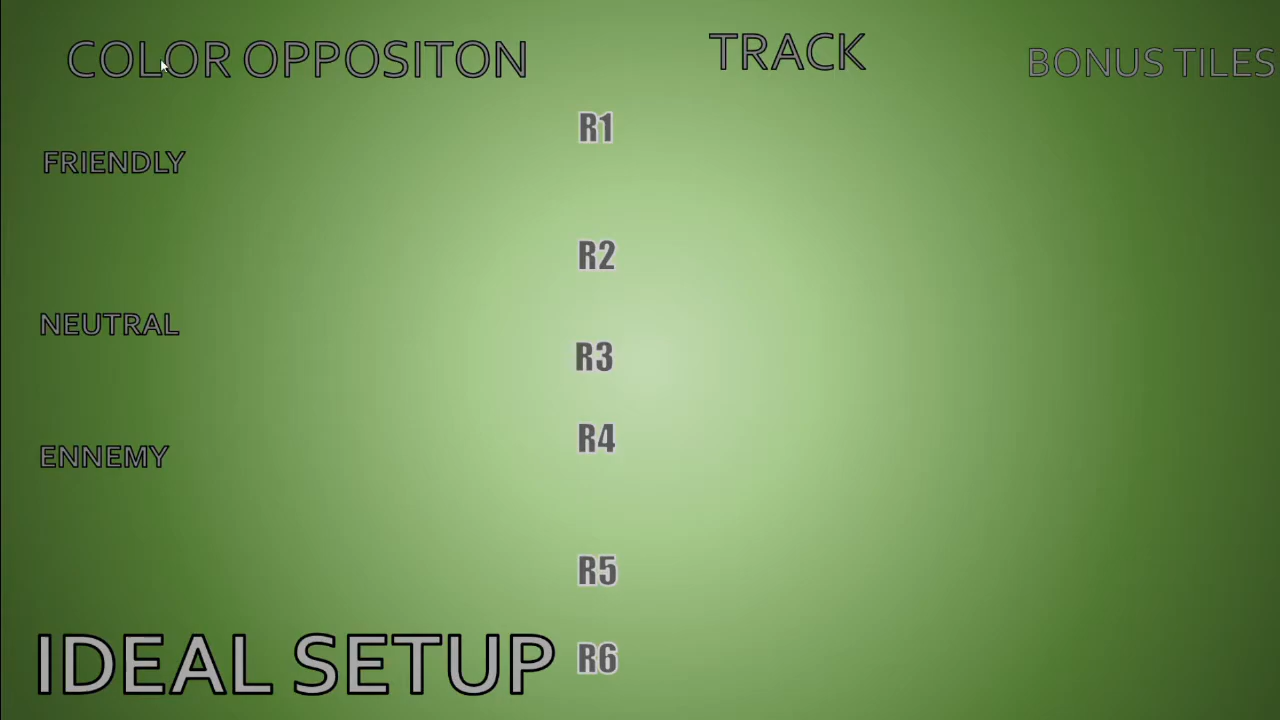 COLOR OPPOSITON
TRACK
BONUS TILES
R1
FRIENDLY
R2
NEUTRAL
R3
R4
ENNEMY
R5
IDEAL SETUP
R6